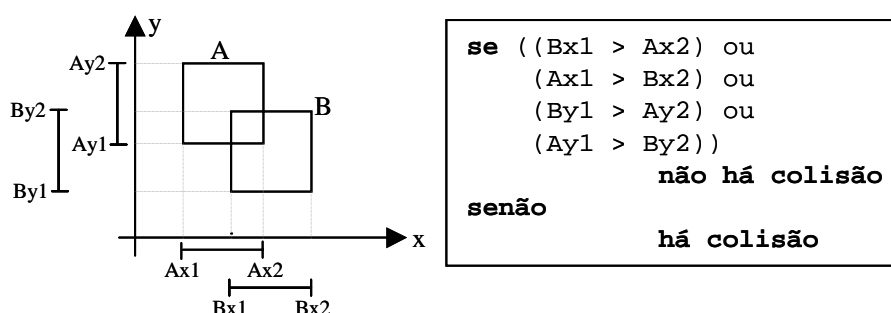 y
A
Ay2
By2
B
Ay1
By1
x
Ax1
Ax2
Bx1
Bx2
se ((Bx1 > Ax2) ou
(Ax1 > Bx2) ou
(By1 > Ay2) ou
(Ay1 > By2))
não há colisão
senão
há colisão